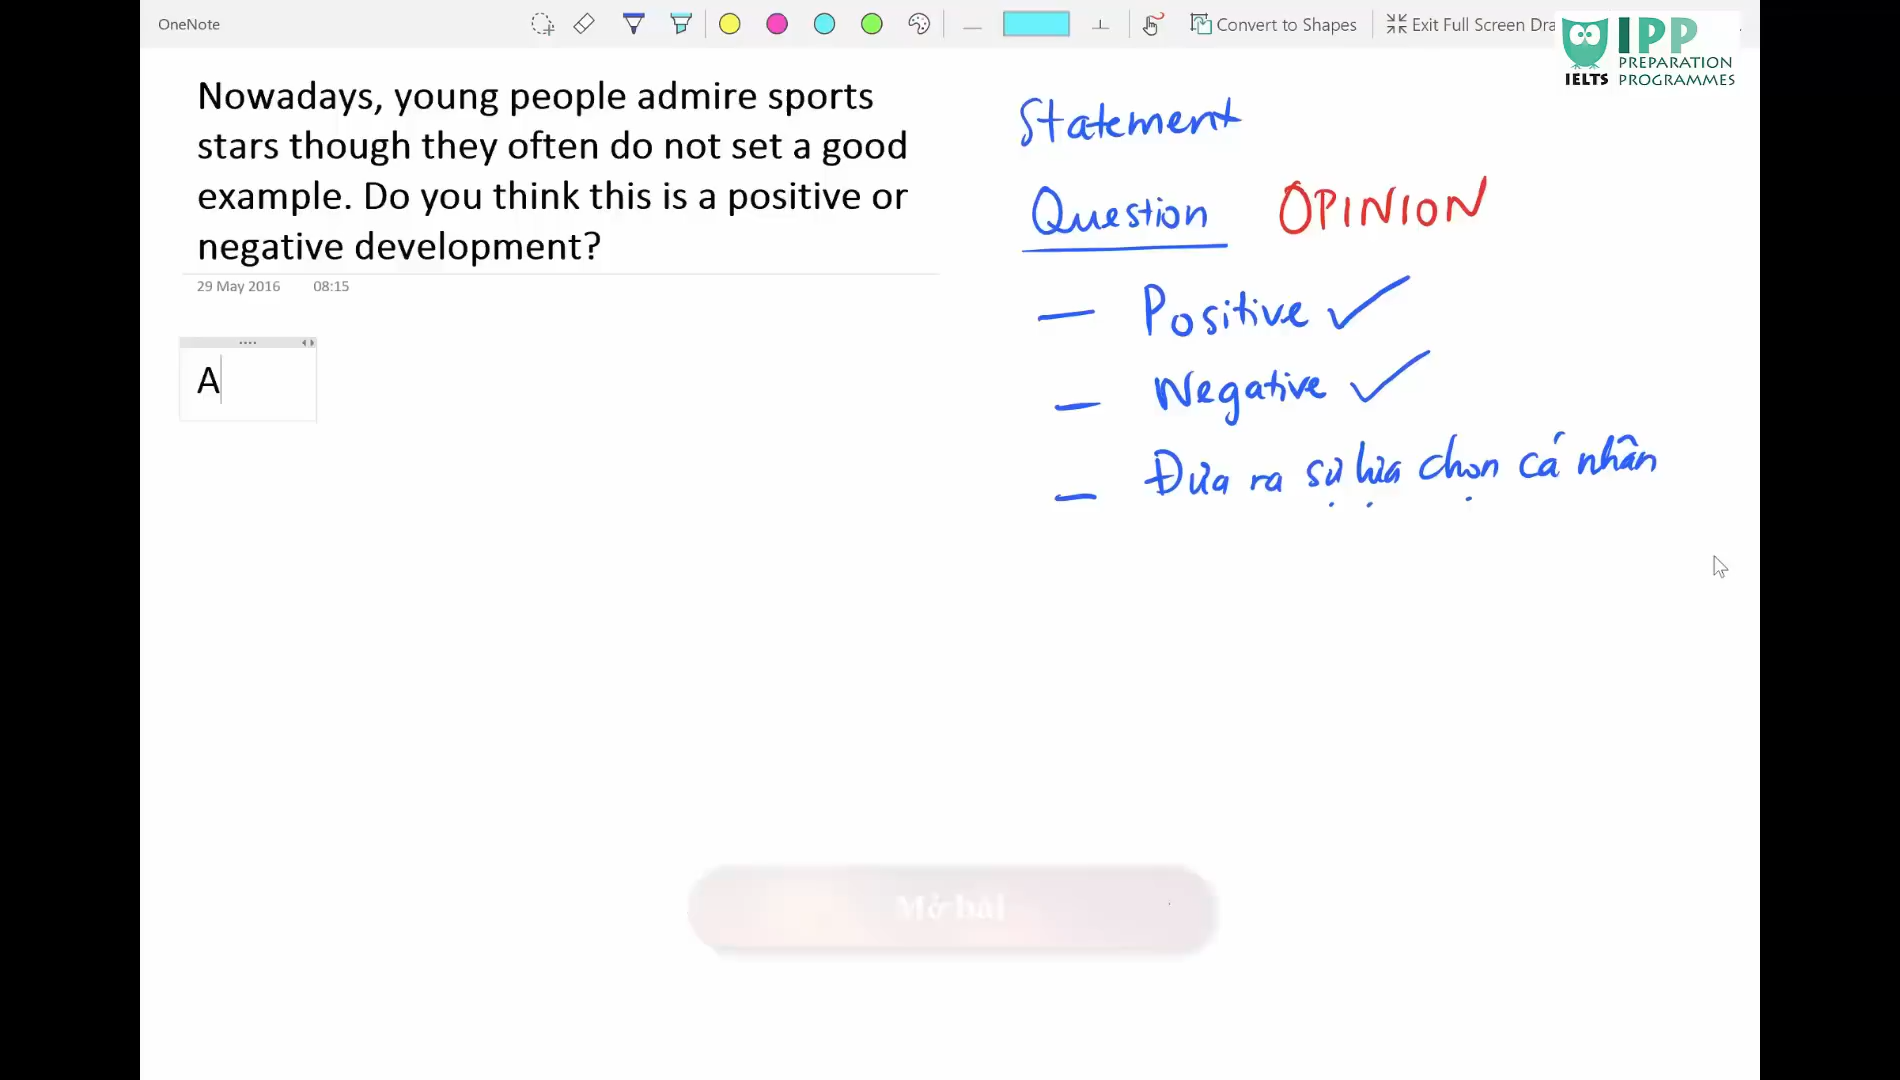 OneNote
Convert to Shapes
Exit Full Screen Dra
IPP
PREPARATION
IELTS PROGRAMMES
Nowadays, young people admire sports
stars though they often do not set a good
example. Do you think this is a positive or
negative development?
29 May 2016 08:15
A
Statement
Question OPINION
— Positive ✓
— Negative ✓
— Đưa ra sự lựa chọn cá nhân
Mở bài